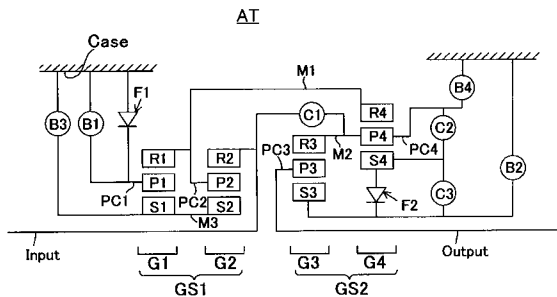 AT
Case
M1
F1
B4
B3
B1
C1
R4
C2
P4
PC4
R1
R2
PC3
R3
M2
S4
B2
P1
P2
P3
PC1
PC2
S3
C3
S1
S2
M3
F2
Input
Output
G1
G2
G3
G4
GS1
GS2